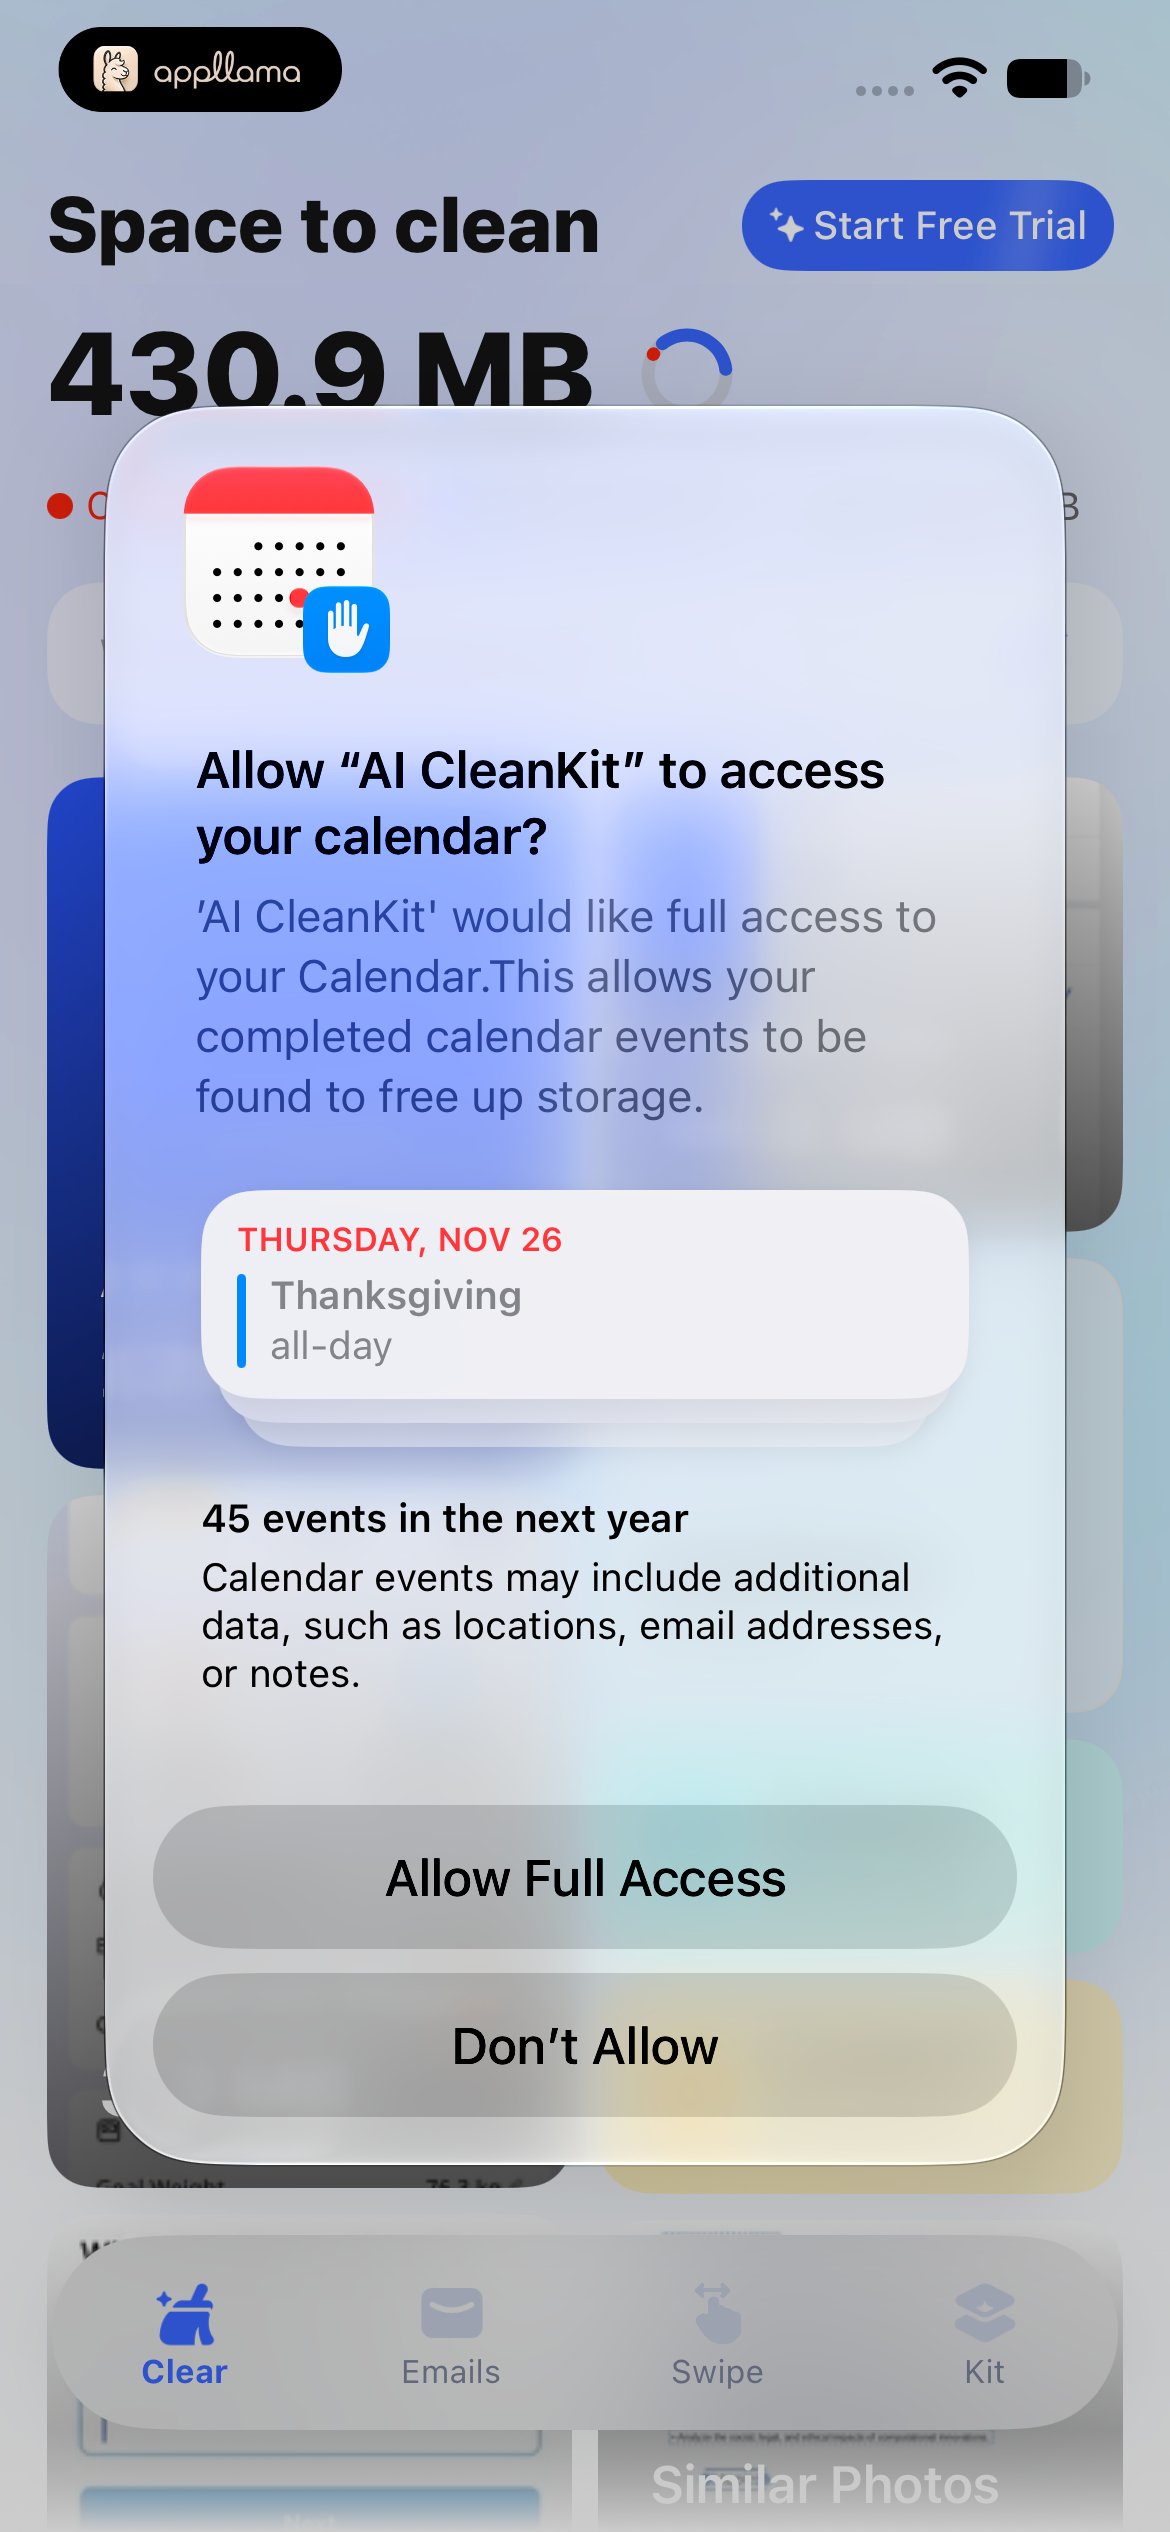 appllama
Space to clean
Start Free Trial
430.9 MB
Allow “AI CleanKit” to access
your calendar?
‘AI CleanKit' would like full access to
your Calendar.This allows your
completed calendar events to be
found to free up storage.
THURSDAY, NOV 26
Thanksgiving
all-day
45 events in the next year
Calendar events may include additional
data, such as locations, email addresses,
or notes.
Allow Full Access
Don’t Allow
Goal Weight
Clear
Emails
Swipe
Kit
Similar Photos
Next